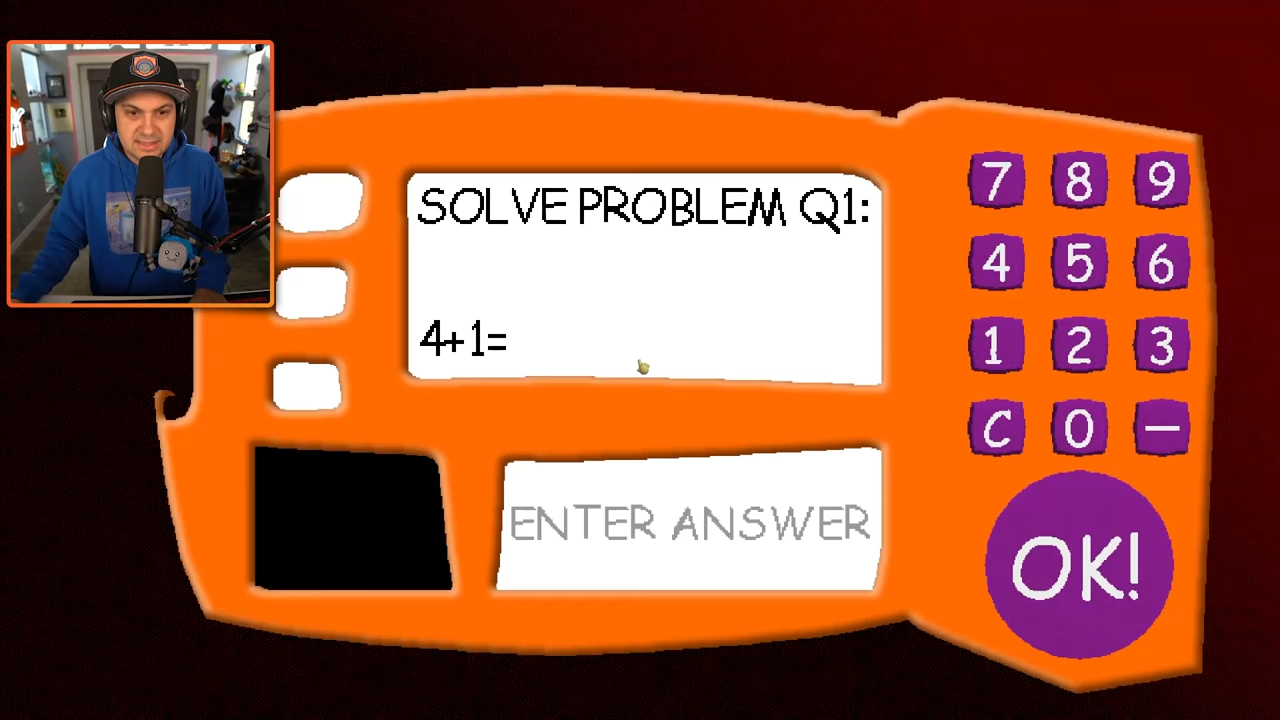 SOLVE PROBLEM Q1:
4+1=
ENTER ANSWER
7 8 9
4 5 6
1 2 3
C 0 —
OK!